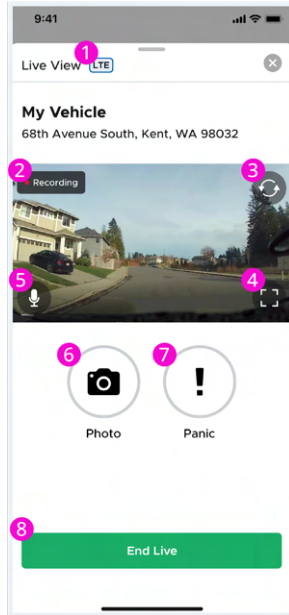 9:41
1
Live View LTE
My Vehicle
68th Avenue South, Kent, WA 98032
2
Recording
3
5
4
6
7
Photo
Panic
8
End Live